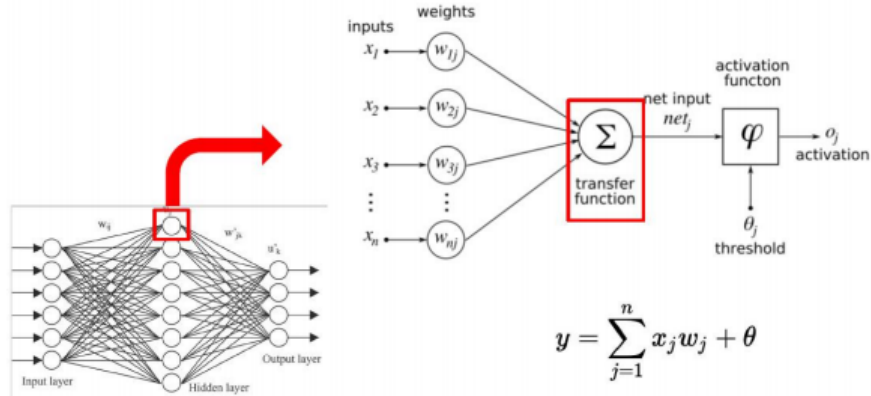 weights
inputs
x₁
w₁ⱼ
activation
functon
x₂
w₂ⱼ
net input
netⱼ
Σ
φ
oⱼ
activation
x₃
w₃ⱼ
transfer
function
θⱼ
threshold
xₙ
wₙⱼ
wᵢⱼ
Input layer
Hidden layer
Output layer
y = ∑ⱼ₌₁ⁿ xⱼwⱼ + θ